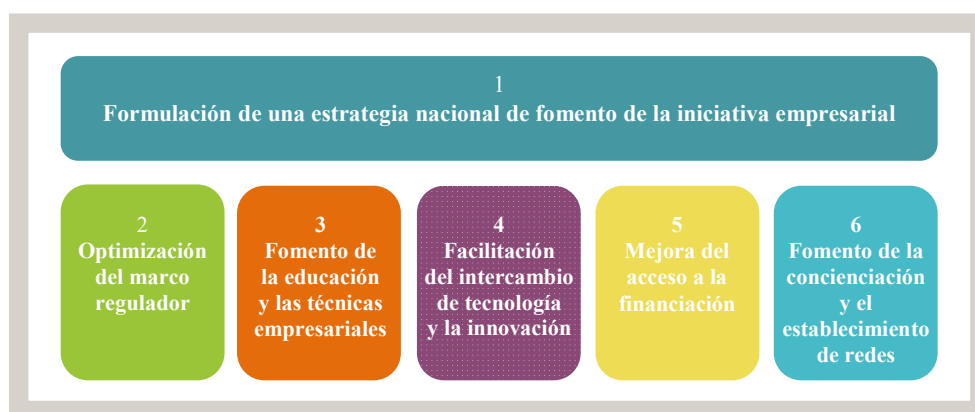 1
Formulación de una estrategia nacional de fomento de la iniciativa empresarial
2
Optimización
del marco
regulador
3
Fomento de
la educación
y las técnicas
empresariales
4
Facilitación
del intercambio
de tecnología
y la innovación
5
Mejora del
acceso a la
financiación
6
Fomento de la
concienciación
y el
establecimiento
de redes